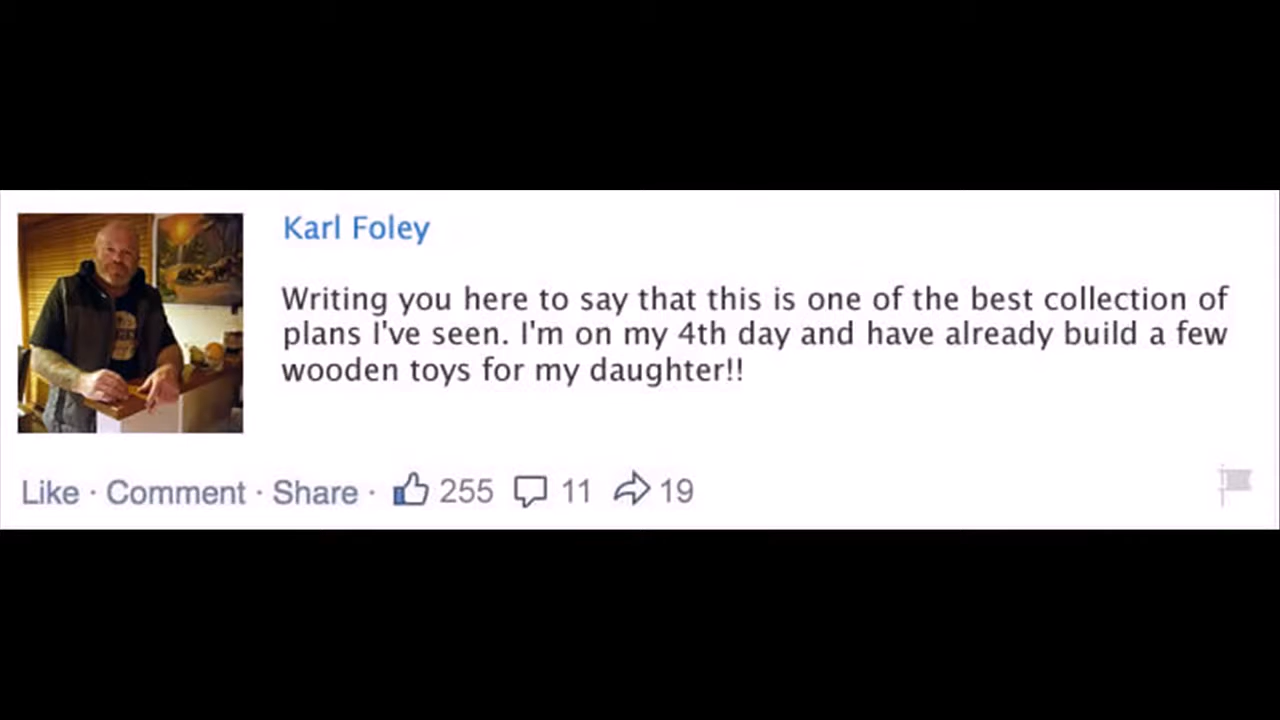 Karl Foley
Writing you here to say that this is one of the best collection of
plans I've seen. I'm on my 4th day and have already build a few
wooden toys for my daughter!!
Like · Comment · Share · 255 11 19